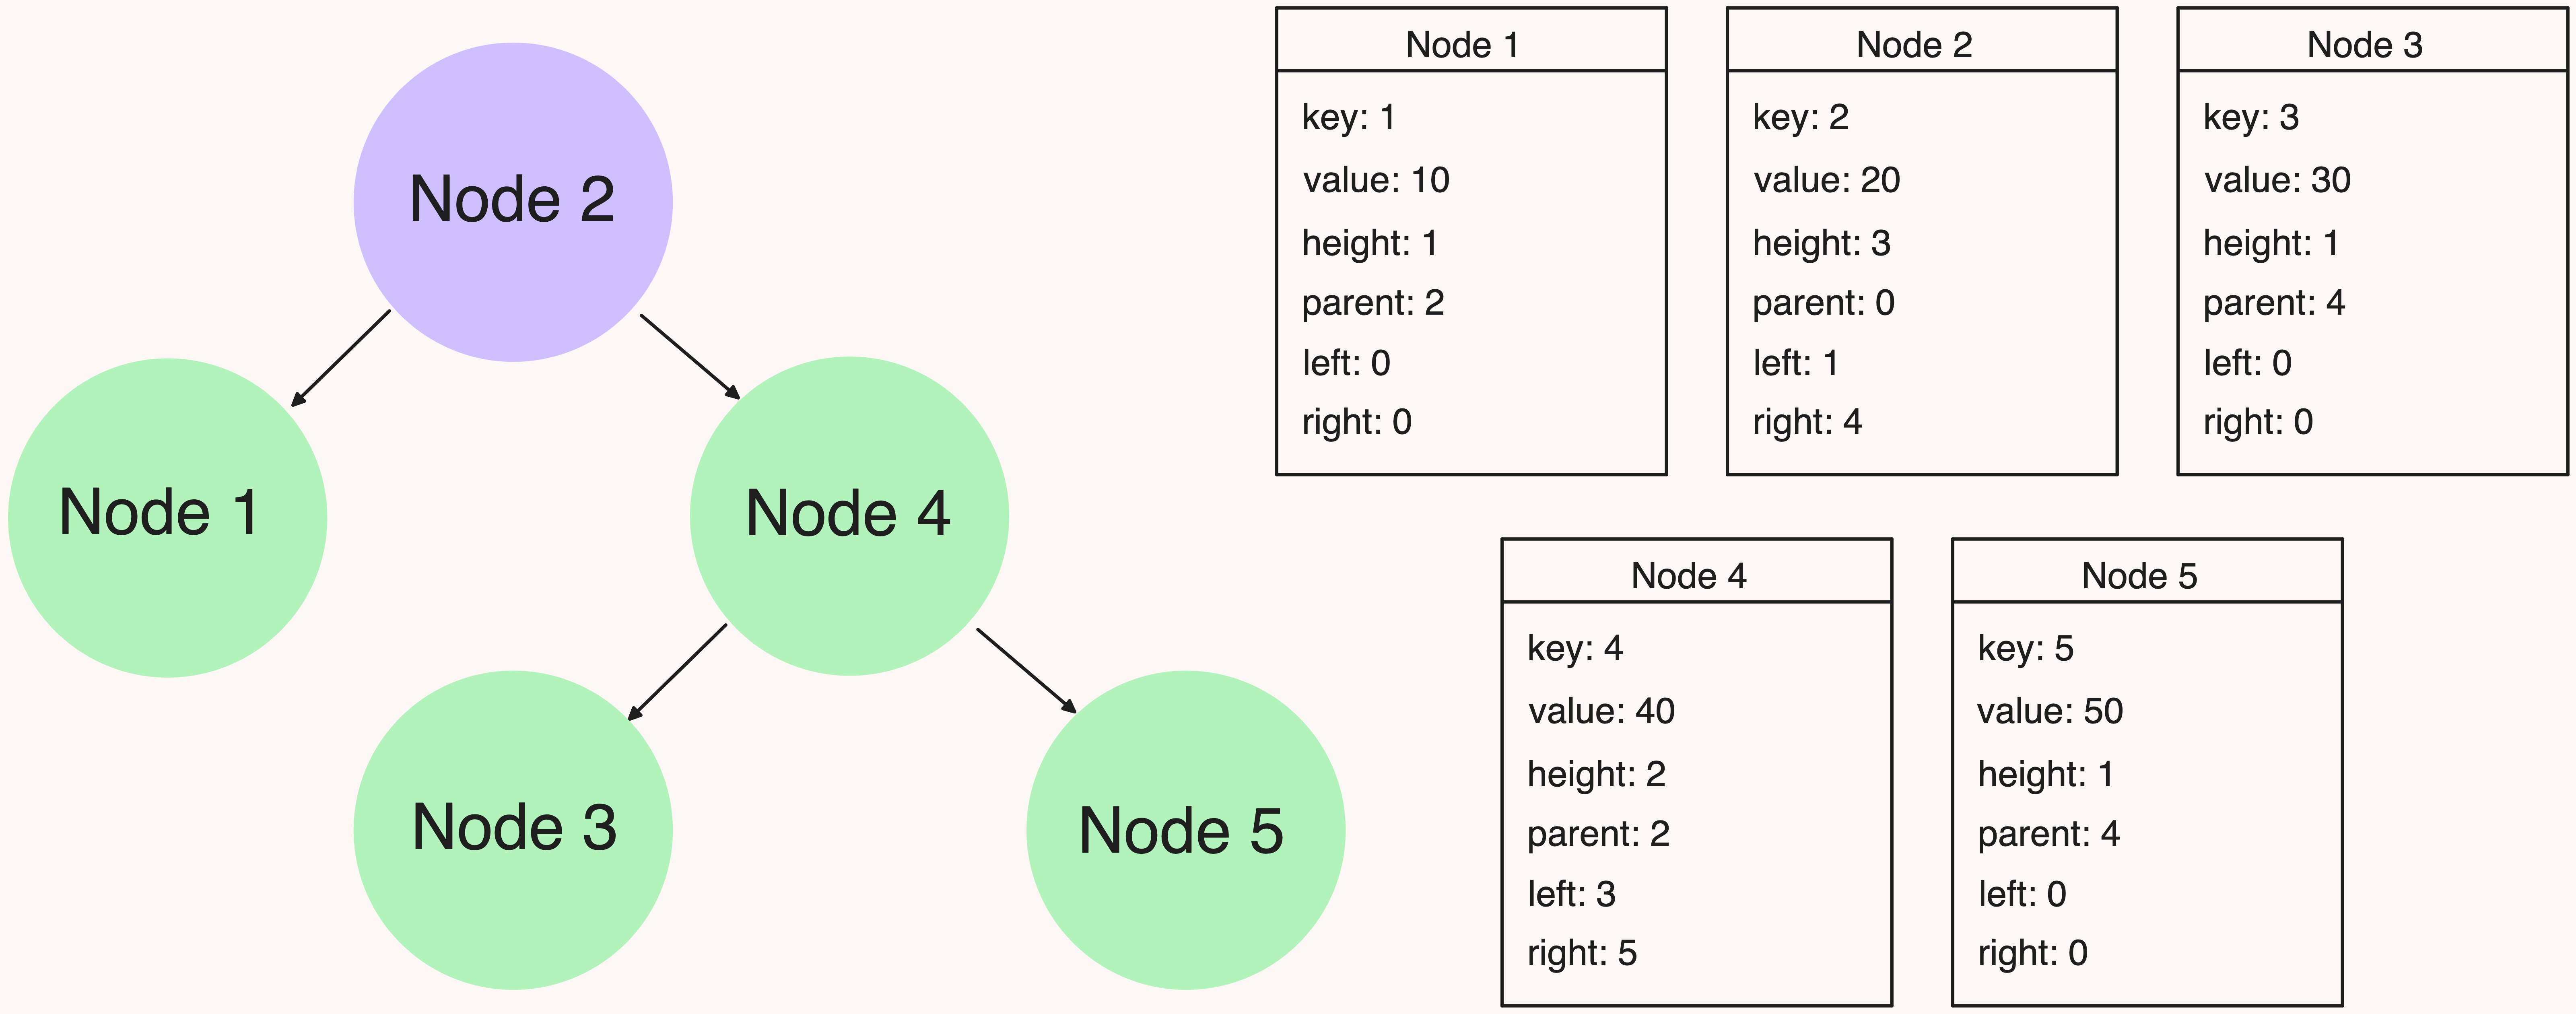 Node 2
Node 1
Node 4
Node 3
Node 5
Node 1
key: 1
value: 10
height: 1
parent: 2
left: 0
right: 0
Node 2
key: 2
value: 20
height: 3
parent: 0
left: 1
right: 4
Node 3
key: 3
value: 30
height: 1
parent: 4
left: 0
right: 0
Node 4
key: 4
value: 40
height: 2
parent: 2
left: 3
right: 5
Node 5
key: 5
value: 50
height: 1
parent: 4
left: 0
right: 0